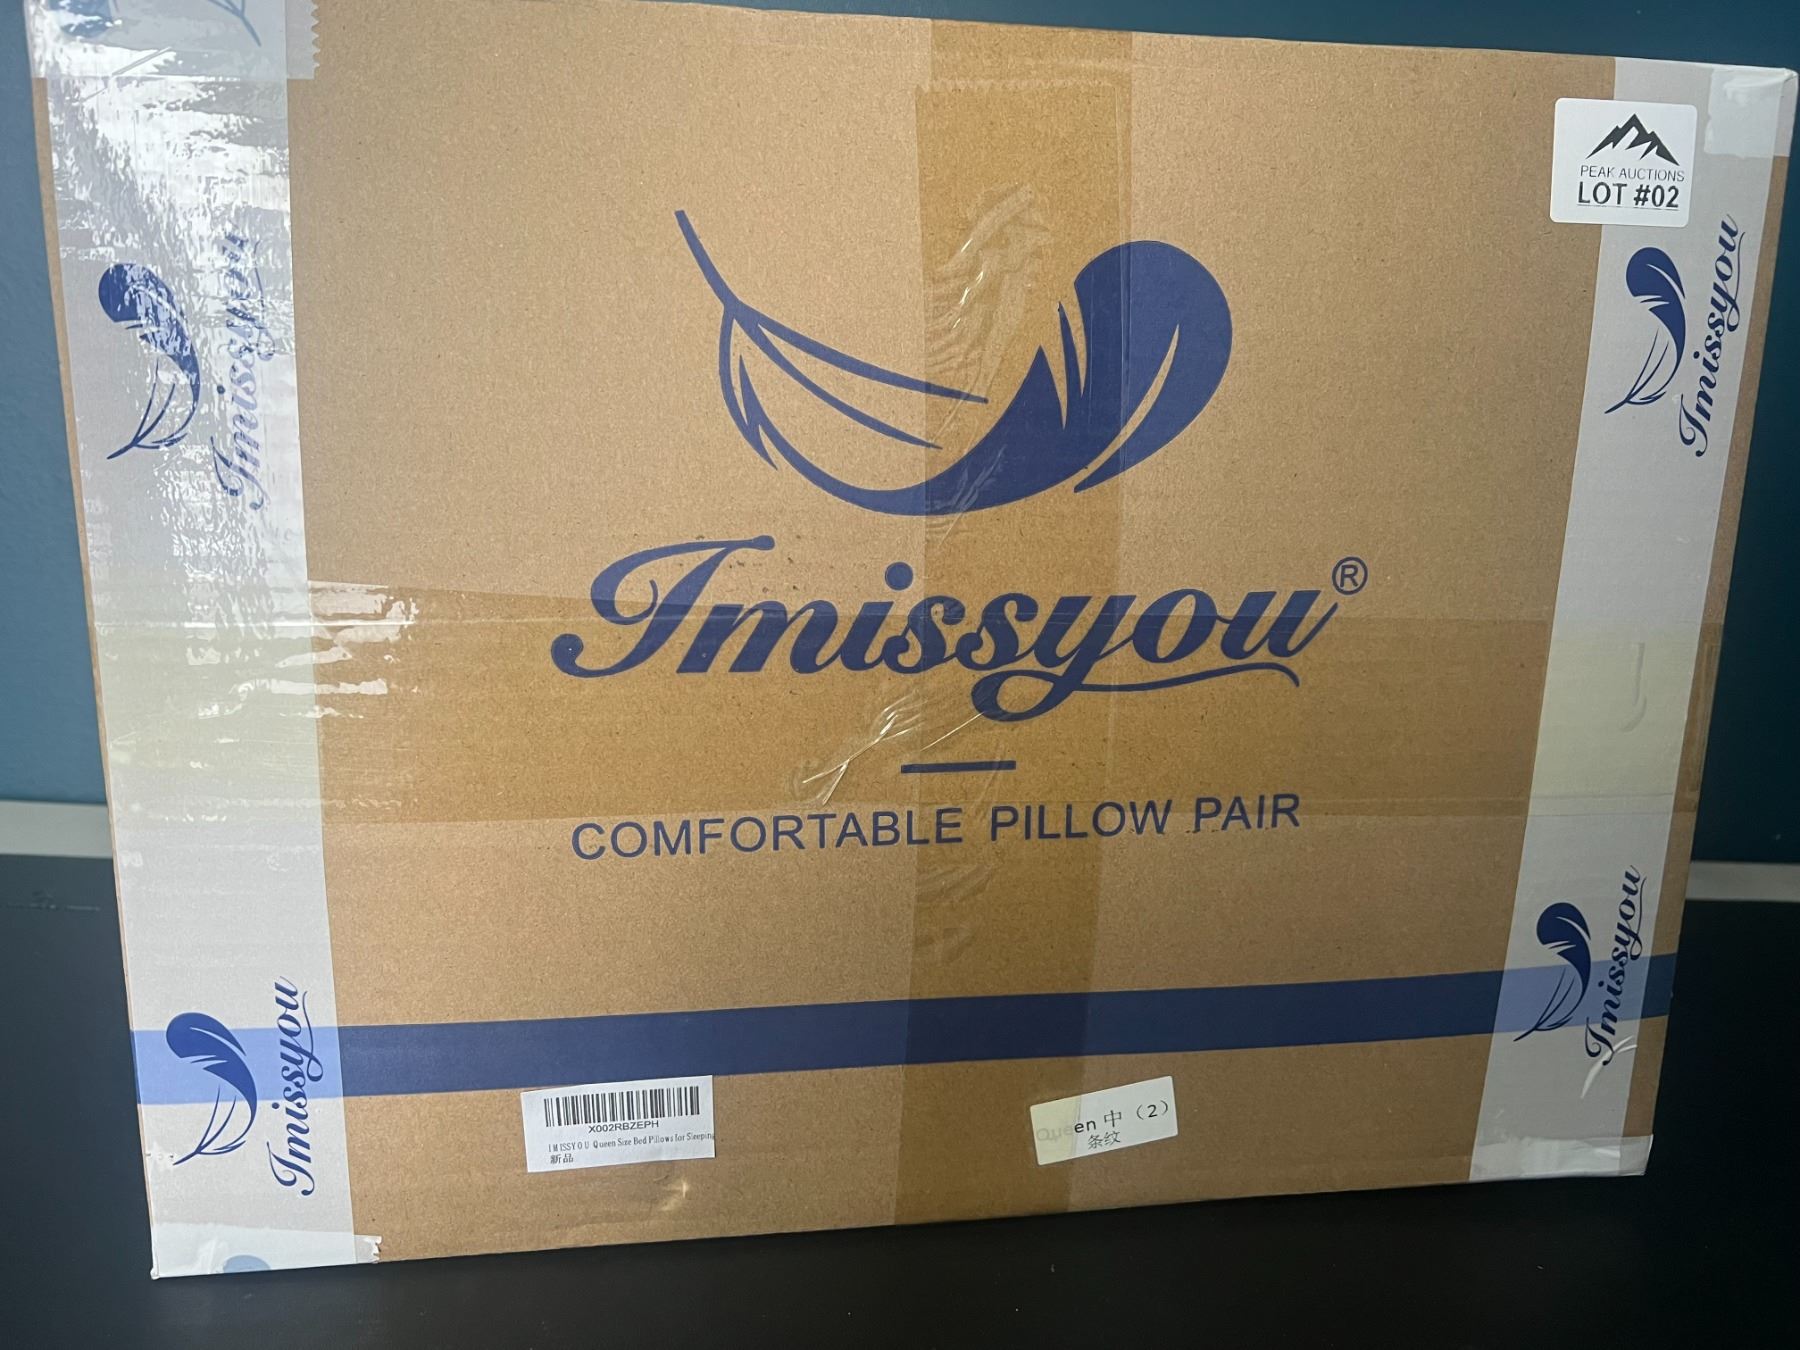 PEAK AUCTIONS
LOT #02
Imissyou
Imissyou
Imissyou®
COMFORTABLE PILLOW PAIR
Imissyou
Imissyou
X002RBZEPH
IMISSYOU Queen Size Bed Pillows for Sleeping
新品
Queen 中（2）
条纹